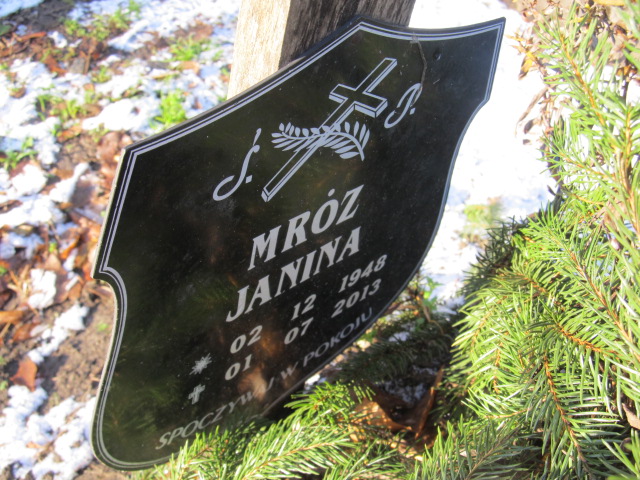 Ś. P.
MRÓZ
JANINA
02 12 1948
01 07 2013
SPOCZYWAJ W POKOJU